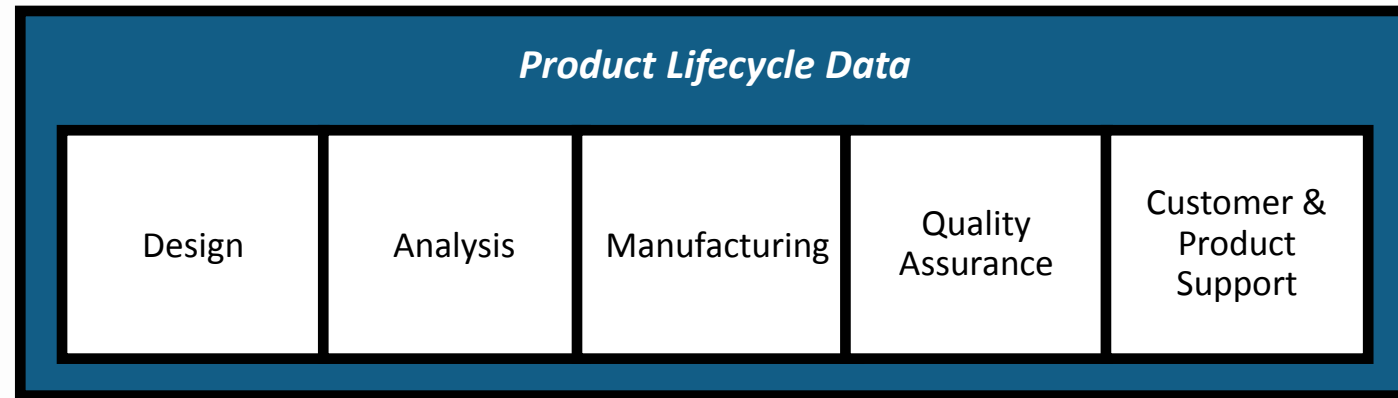 Product Lifecycle Data
Design
Analysis
Manufacturing
Quality
Assurance
Customer &
Product
Support